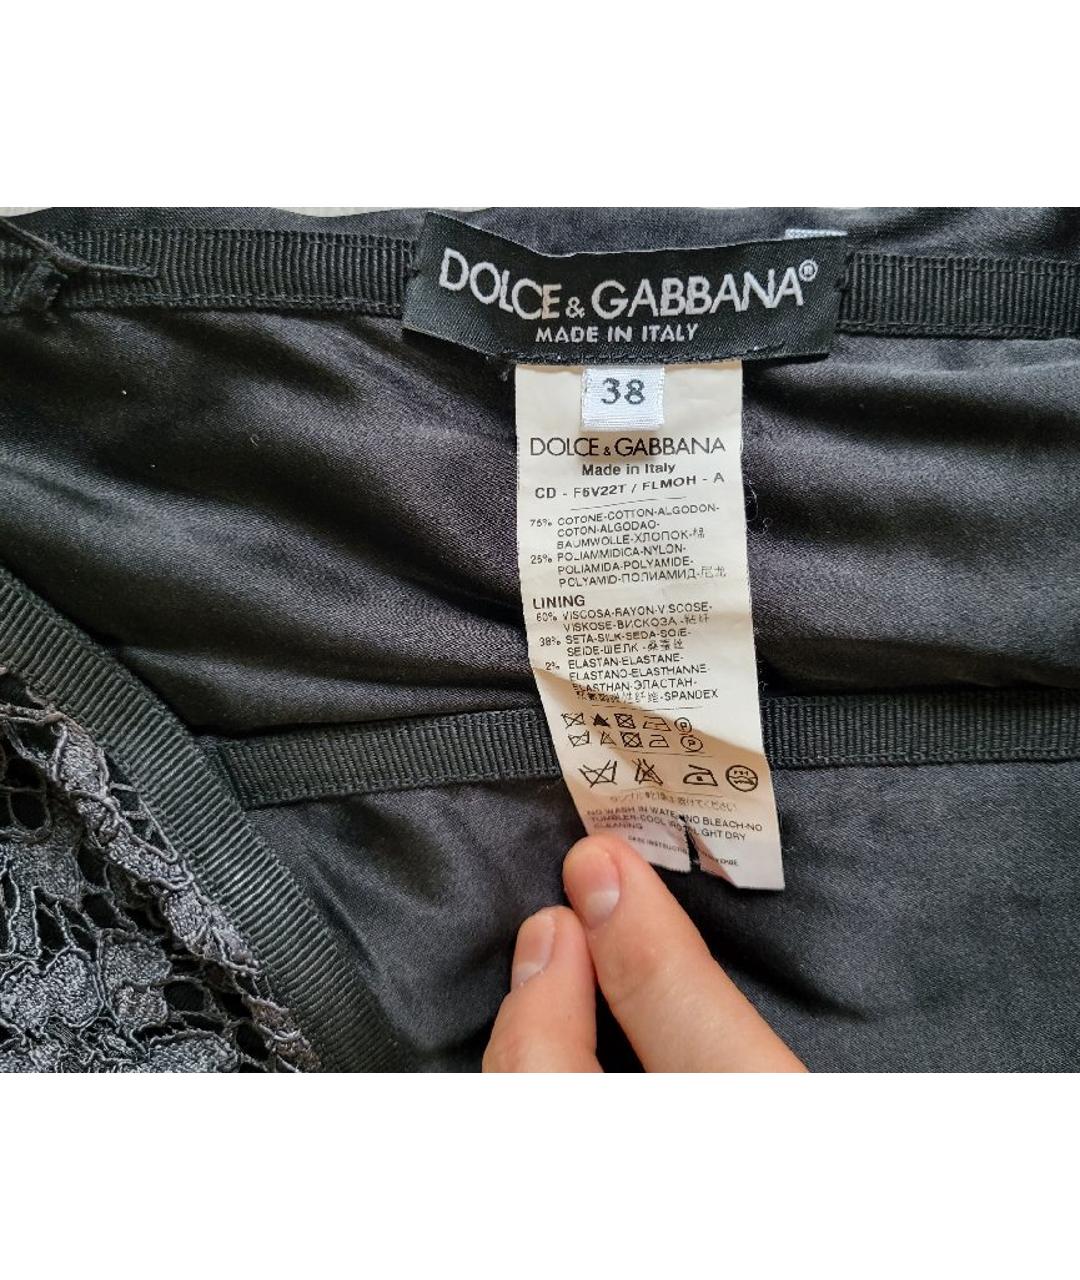 DOLCE & GABBANA®
MADE IN ITALY
38
DOLCE & GABBANA
Made in Italy
CD - F6V22T / FLMOH - A
75% COTONE-COTTON-ALGODON-
COTON-ALGODAO-
BAUMWOLLE-ХЛОПОК-棉
25% POLIAMMIDICA-NYLON-
POLIAMIDA-POLYAMIDE-
POLYAMID-ПОЛИАМИД-尼龙
LINING
60% VISCOSA-RAYON-VISCOSE-
VISKOSE-ВИСКОЗА-粘纤
38% SETA-SILK-SEDA-SOIE-
SEIDE-ШЕЛК-桑蚕丝
2% ELASTAN-ELASTANE-
ELASTANO-ELASTHANNE-
ELASTHAN-ЭЛАСТАН-
-SPANDEX
NO WASH IN WATER-NO BLEACH-NO
TUMBLER-COOL IRON- GHT DRY
CLEANING